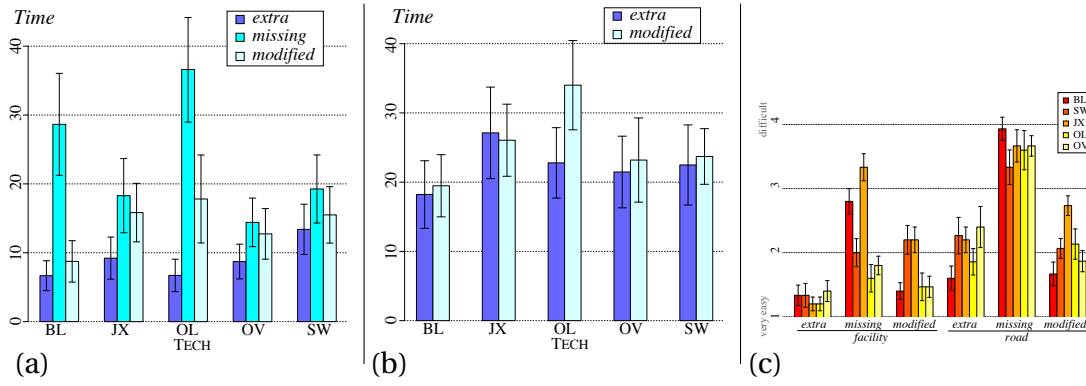 Time
extra
missing
modified
0
10
20
30
40
BL
JX
OL
OV
SW
TECH
(a)
Time
extra
modified
0
10
20
30
40
BL
JX
OL
OV
SW
TECH
(b)
BL
SW
JX
OL
OV
difficult
very easy
1
2
3
4
extra
missing
modified
extra
missing
modified
facility
road
(c)